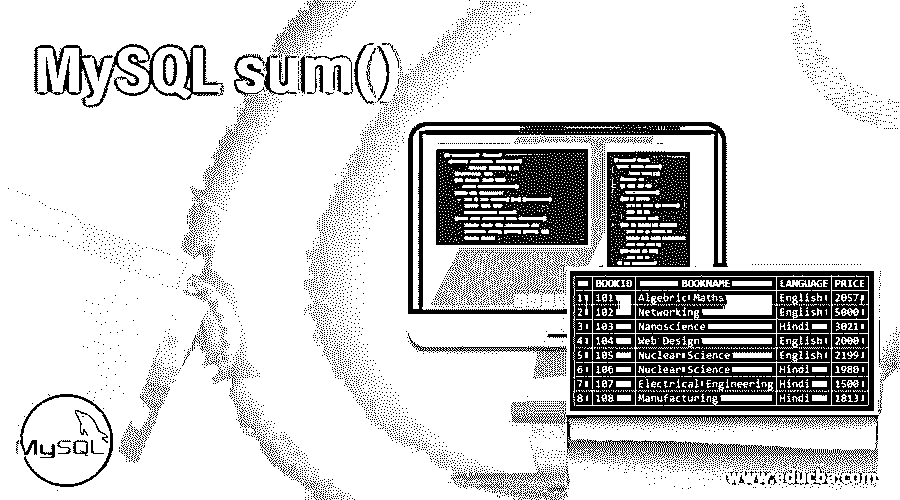 MySQL sum()
BOOKID BOOKNAME LANGUAGE PRICE
1 101 Algebric Maths English 2057
2 102 Networking English 5000
3 103 Nanoscience Hindi 3021
4 104 Web Design English 2000
5 105 Nuclear Science English 2199
6 106 Nuclear Science Hindi 1980
7 107 Electrical Engineering Hindi 1500
8 108 Manufacturing Hindi 1813
MySQL
www.educba.com